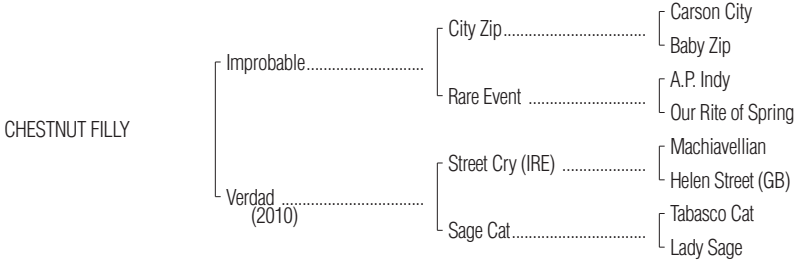 Carson City
City Zip
Baby Zip
Improbable
A.P. Indy
Rare Event
Our Rite of Spring
CHESTNUT FILLY
Machiavellian
Street Cry (IRE)
Helen Street (GB)
Verdad
(2010)
Tabasco Cat
Sage Cat
Lady Sage